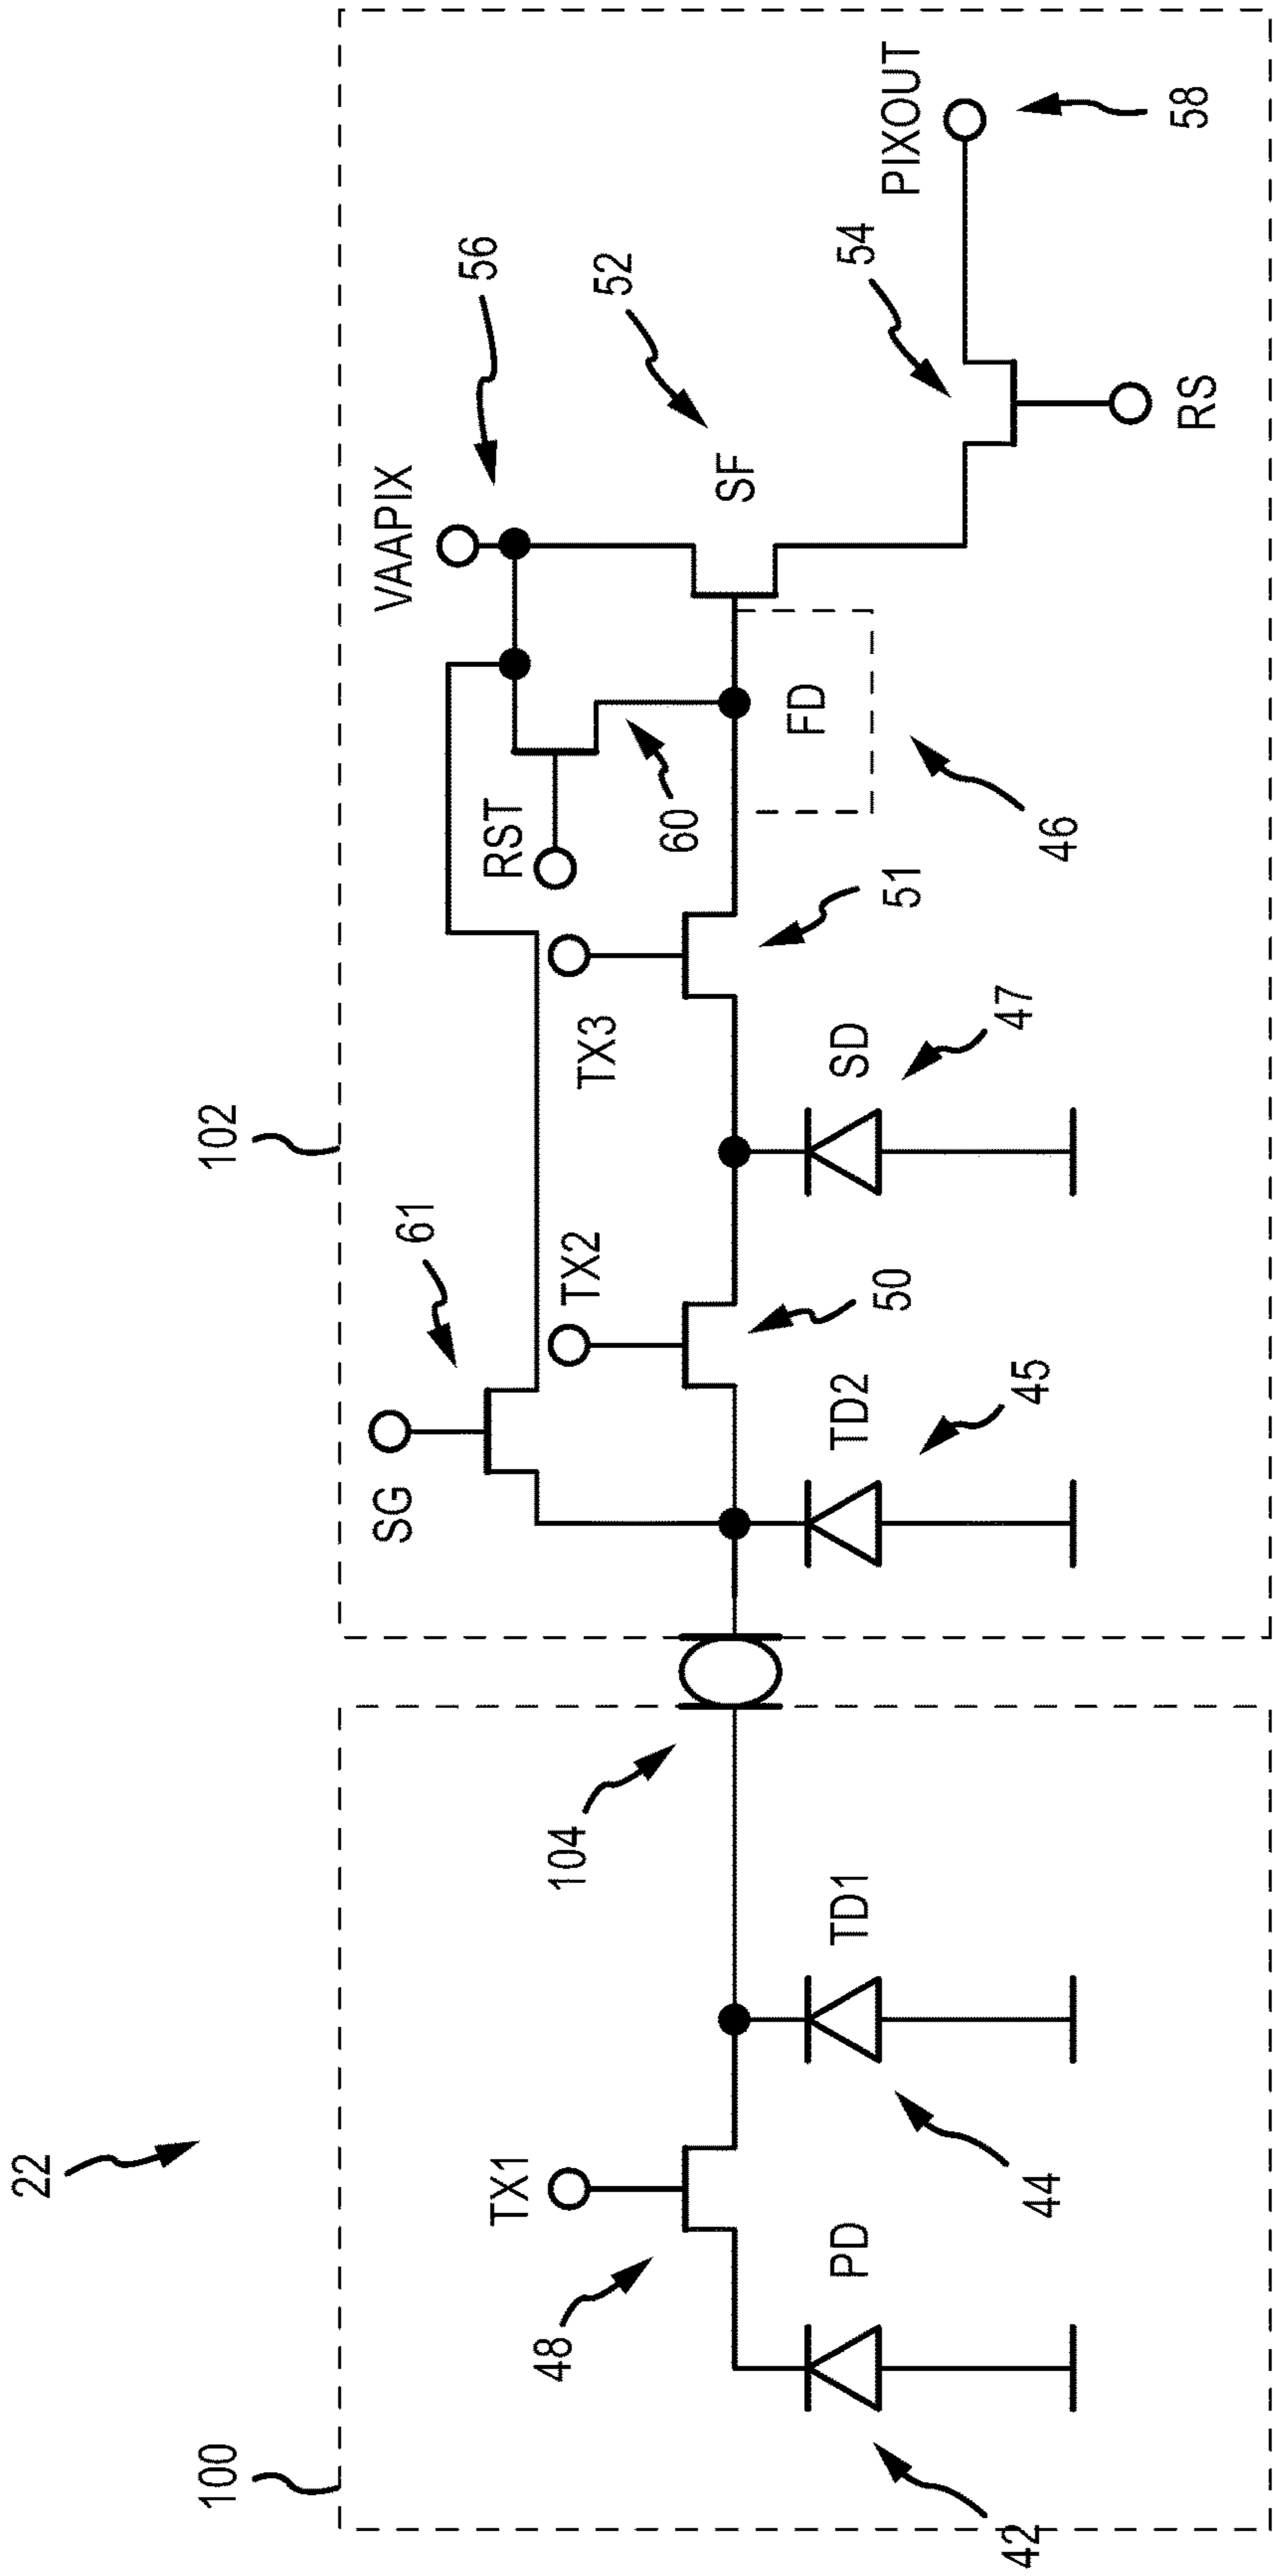 22
100
102
48
TX1
PD
42
TD1
44
104
SG
61
TX2
50
TD2
45
TX3
51
SD
47
RST
60
FD
46
VAAPIX
56
SF
52
54
RS
PIXOUT
58